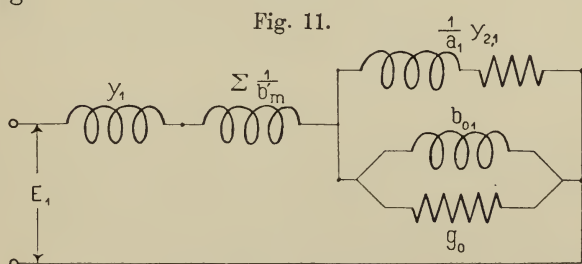 Fig. 11.
1/a₁ y₂,₁
y₁
Σ 1/b′ₘ
b₀₁
E₁
g₀